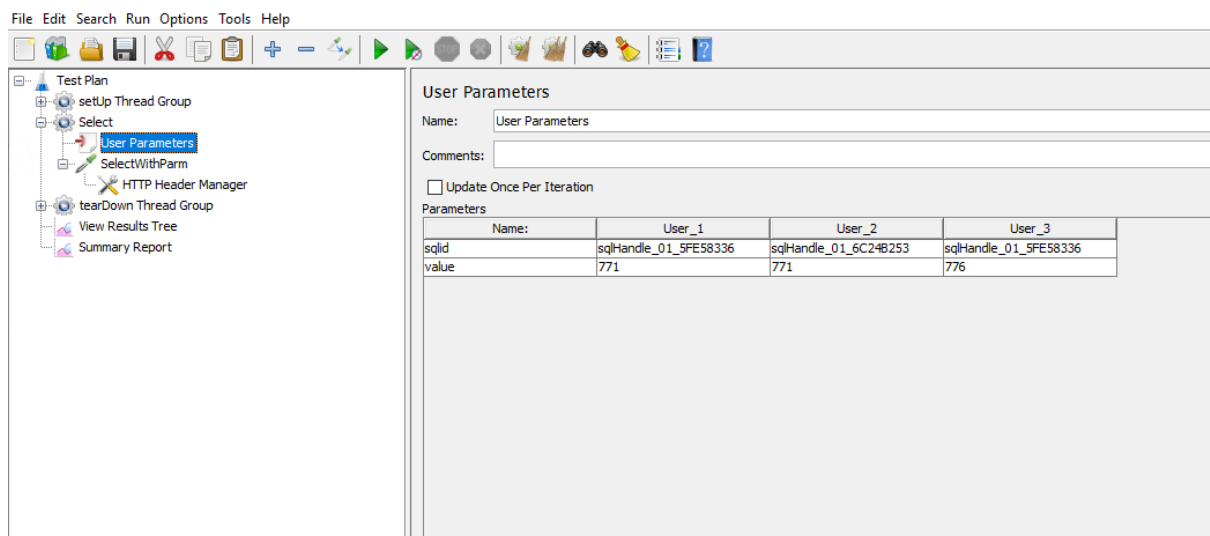 File Edit Search Run Options Tools Help
STOP
Test Plan
setUp Thread Group
Select
User Parameters
SelectWithParm
HTTP Header Manager
tearDown Thread Group
View Results Tree
Summary Report
User Parameters
Name: User Parameters
Comments:
Update Once Per Iteration
Parameters
Name: User_1 User_2 User_3
sqlid sqlHandle_01_5FE58336 sqlHandle_01_6C24B253 sqlHandle_01_5FE58336
value 771 771 776